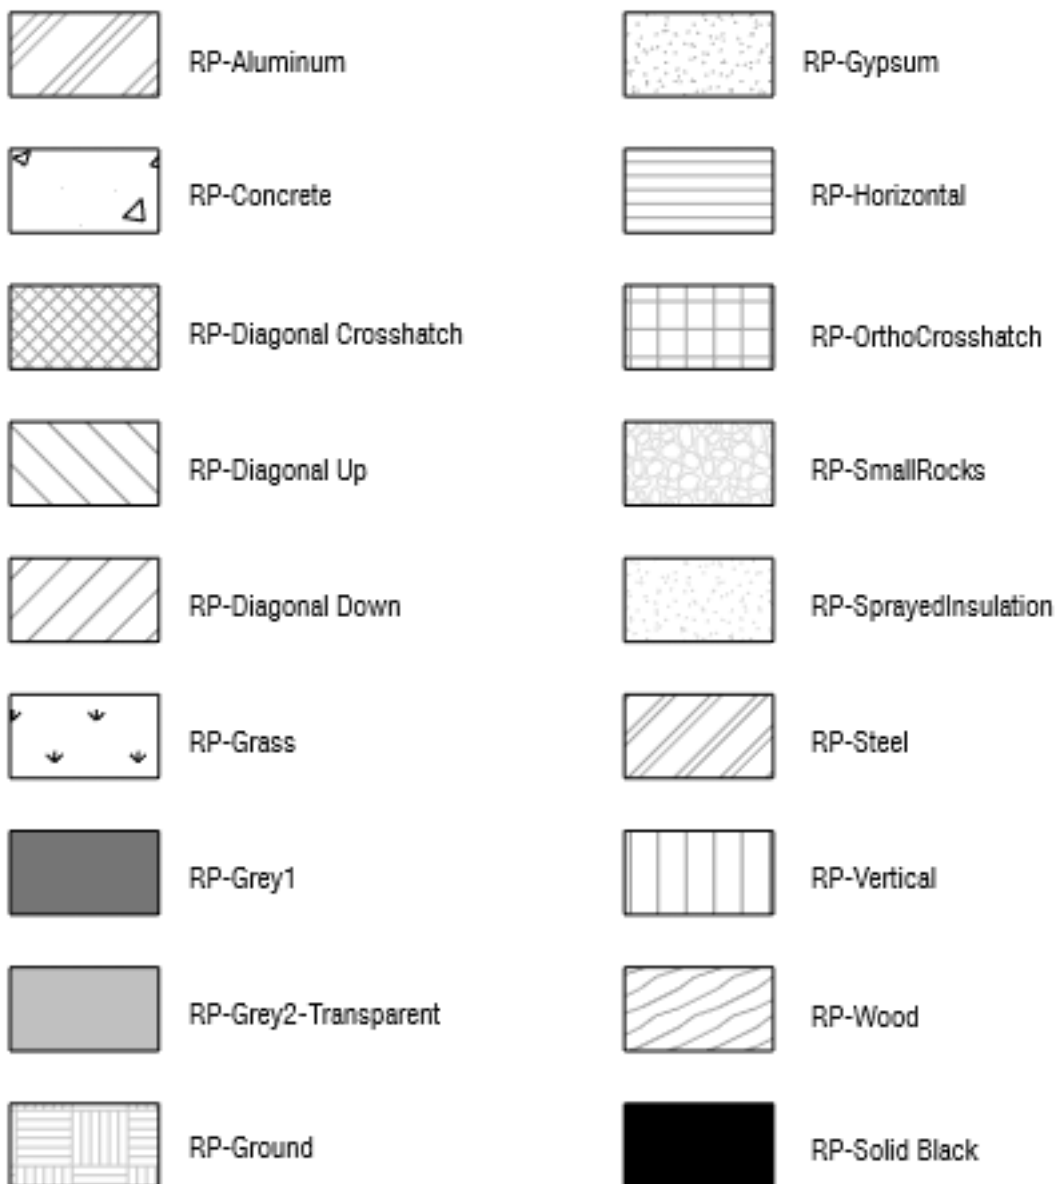 RP-Aluminum
RP-Gypsum
RP-Concrete
RP-Horizontal
RP-Diagonal Crosshatch
RP-OrthoCrosshatch
RP-Diagonal Up
RP-SmallRocks
RP-Diagonal Down
RP-SprayedInsulation
RP-Grass
RP-Steel
RP-Grey1
RP-Vertical
RP-Grey2-Transparent
RP-Wood
RP-Ground
RP-Solid Black